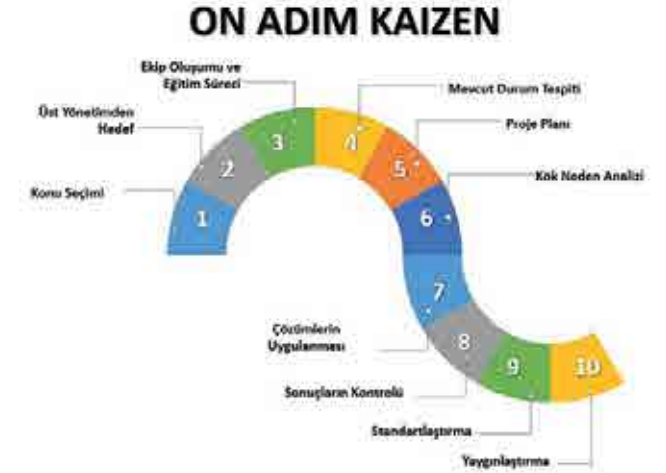 ON ADIM KAIZEN
Ekip Oluşumu ve
Eğitim Süreci
Üst Yönetimden
Hedef
Konu Seçimi
Mevcut Durum Tespiti
Proje Planı
Kök Neden Analizi
1
2
3
4
5
6
7
8
9
10
Çözümlerin
Uygulanması
Sonuçların Kontrolü
Standartlaştırma
Yaygınlaştırma